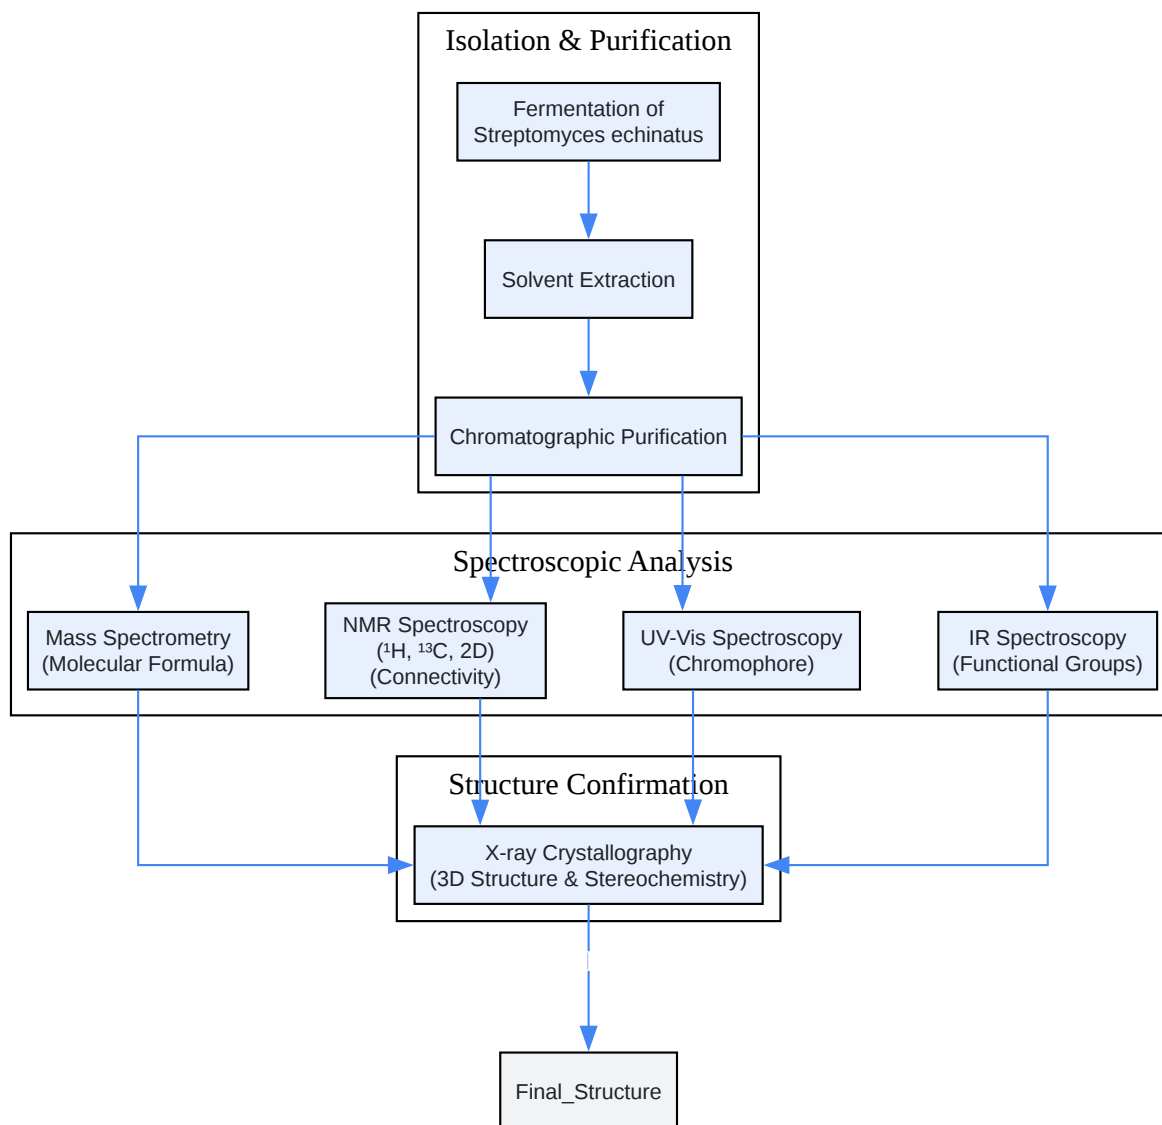 Isolation & Purification
Fermentation of
Streptomyces echinatus
Solvent Extraction
Chromatographic Purification
Spectroscopic Analysis
Mass Spectrometry
(Molecular Formula)
NMR Spectroscopy
(¹H, ¹³C, 2D)
(Connectivity)
UV-Vis Spectroscopy
(Chromophore)
IR Spectroscopy
(Functional Groups)
Structure Confirmation
X-ray Crystallography
(3D Structure & Stereochemistry)
Final_Structure